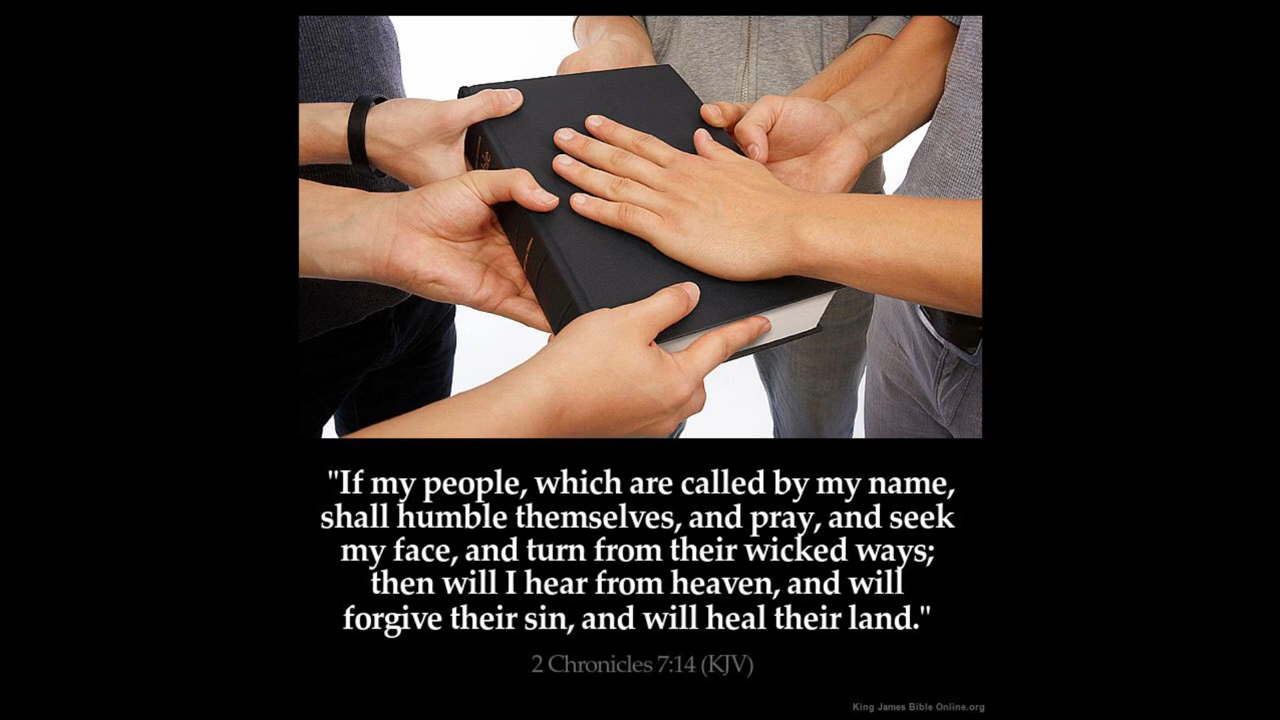 "If my people, which are called by my name,
shall humble themselves, and pray, and seek
my face, and turn from their wicked ways;
then will I hear from heaven, and will
forgive their sin, and will heal their land."
2 Chronicles 7:14 (KJV)
King James Bible Online.org